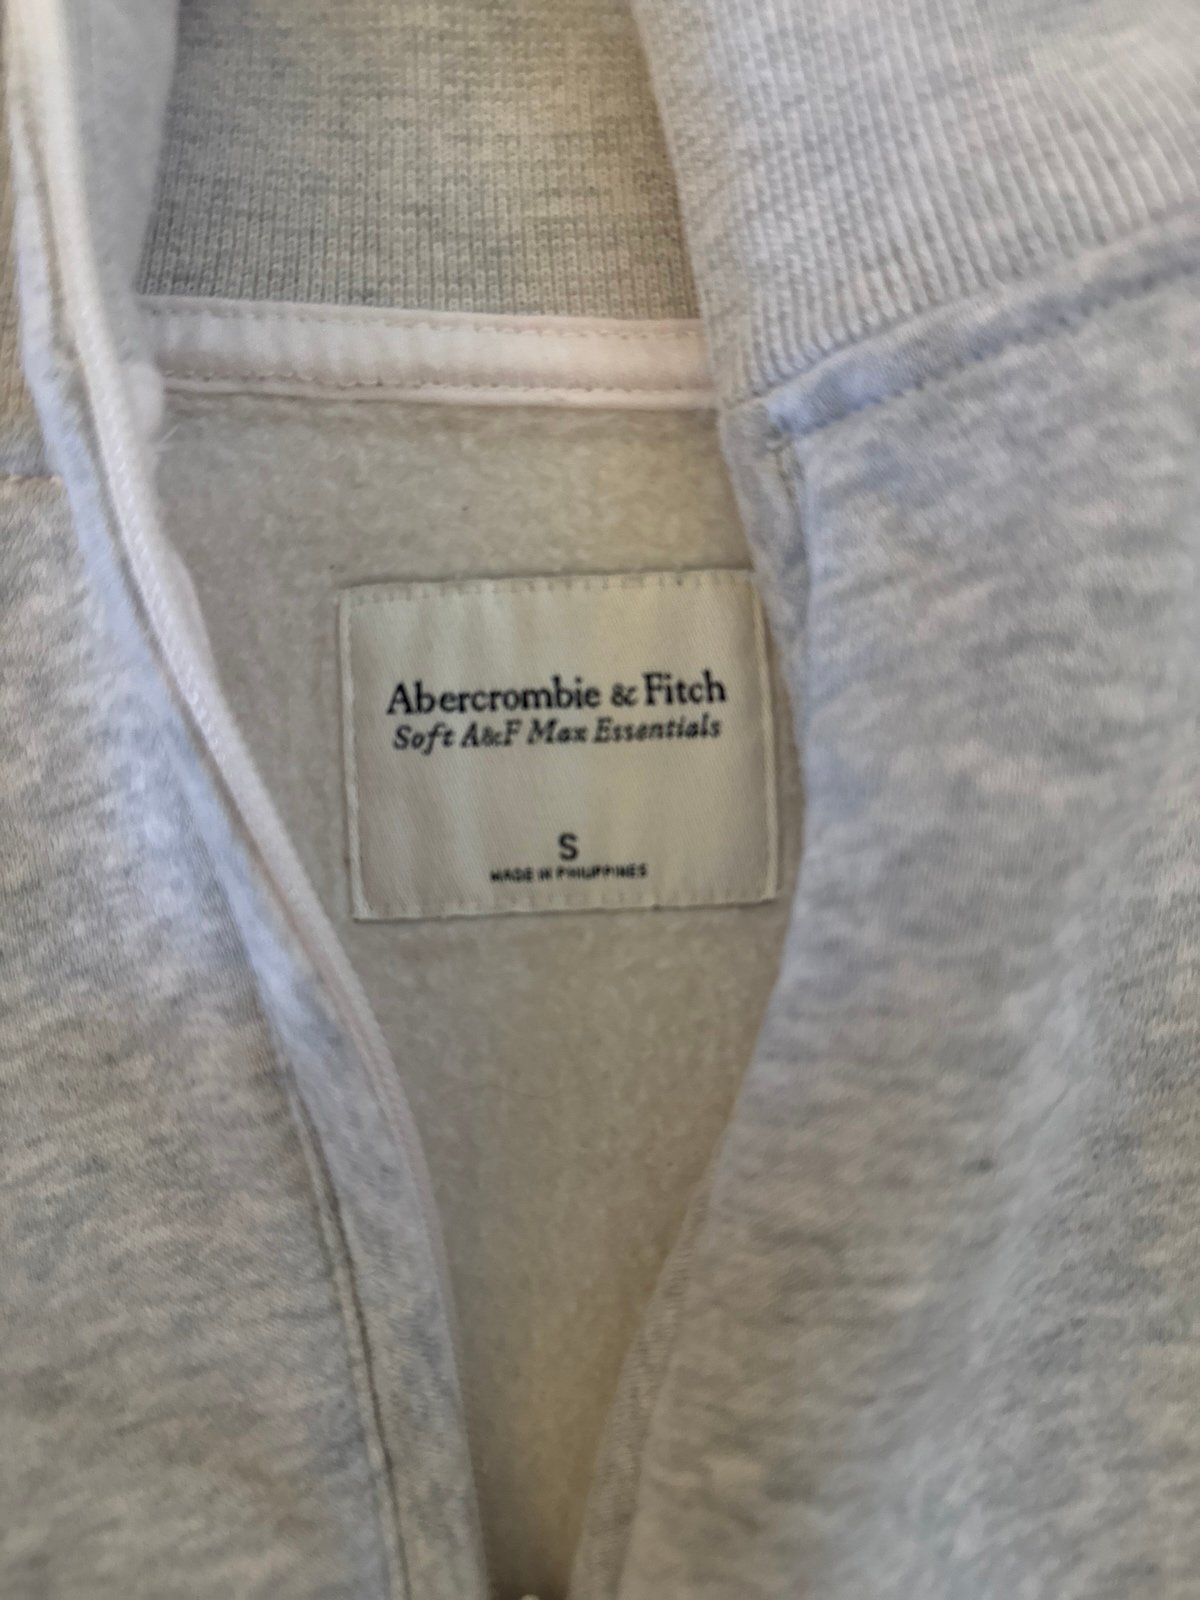 Abercrombie & Fitch
Soft A&F Max Essentials
S
MADE IN PHILIPPINES